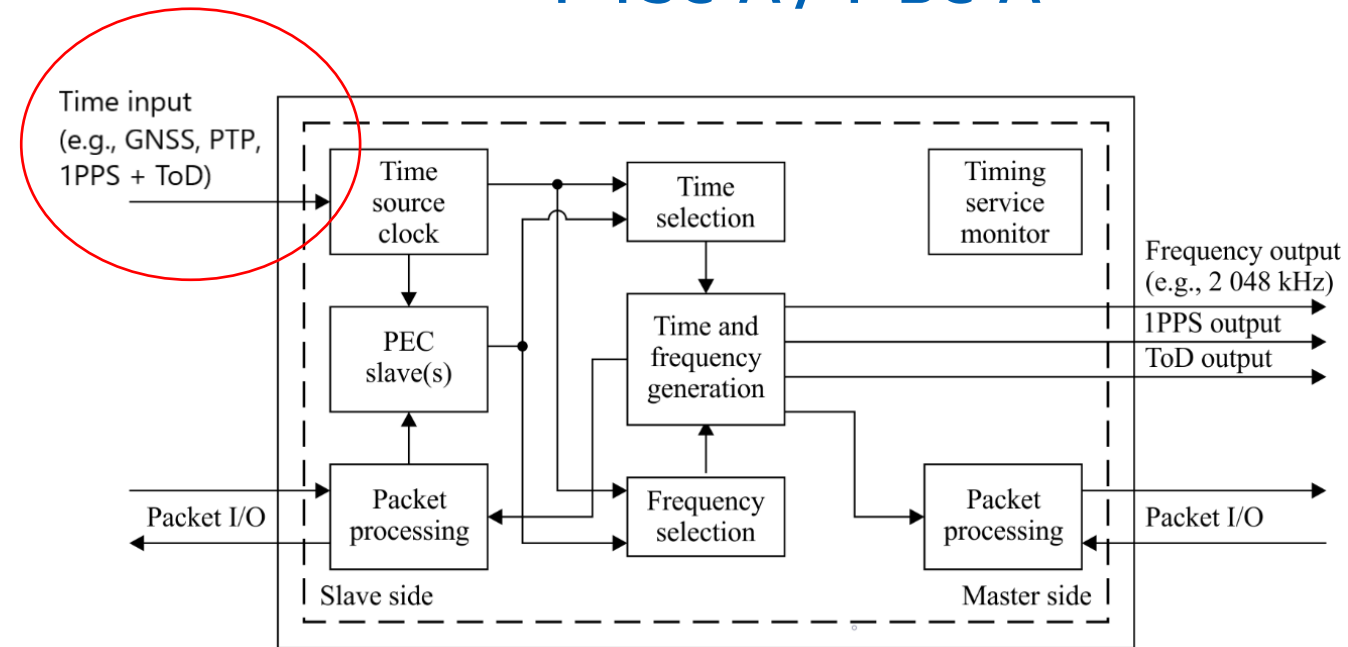 Time input
(e.g., GNSS, PTP,
1PPS + ToD)
Time
source
clock
Time
selection
Timing
service
monitor
Frequency output
(e.g., 2 048 kHz)
1PPS output
ToD output
PEC
slave(s)
Time and
frequency
generation
Packet I/O
Packet
processing
Frequency
selection
Packet
processing
Packet I/O
Slave side
Master side